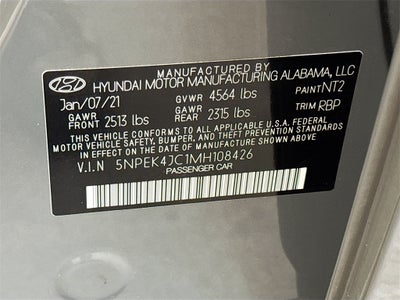 MANUFACTURED BY
HYUNDAI MOTOR MANUFACTURING ALABAMA, LLC
Jan/07/21 GVWR 4564 lbs PAINT NT2
GAWR FRONT 2513 lbs GAWR REAR 2315 lbs TRIM RBP
THIS VEHICLE CONFORMS TO ALL APPLICABLE FEDERAL
MOTOR VEHICLE SAFETY, BUMPER, AND THEFT PREVENTION
STANDARDS IN EFFECT ON THE DATE OF MANUFACTURE SHOWN ABOVE.
V.I.N 5NPEK4JC1MH108426
PASSENGER CAR